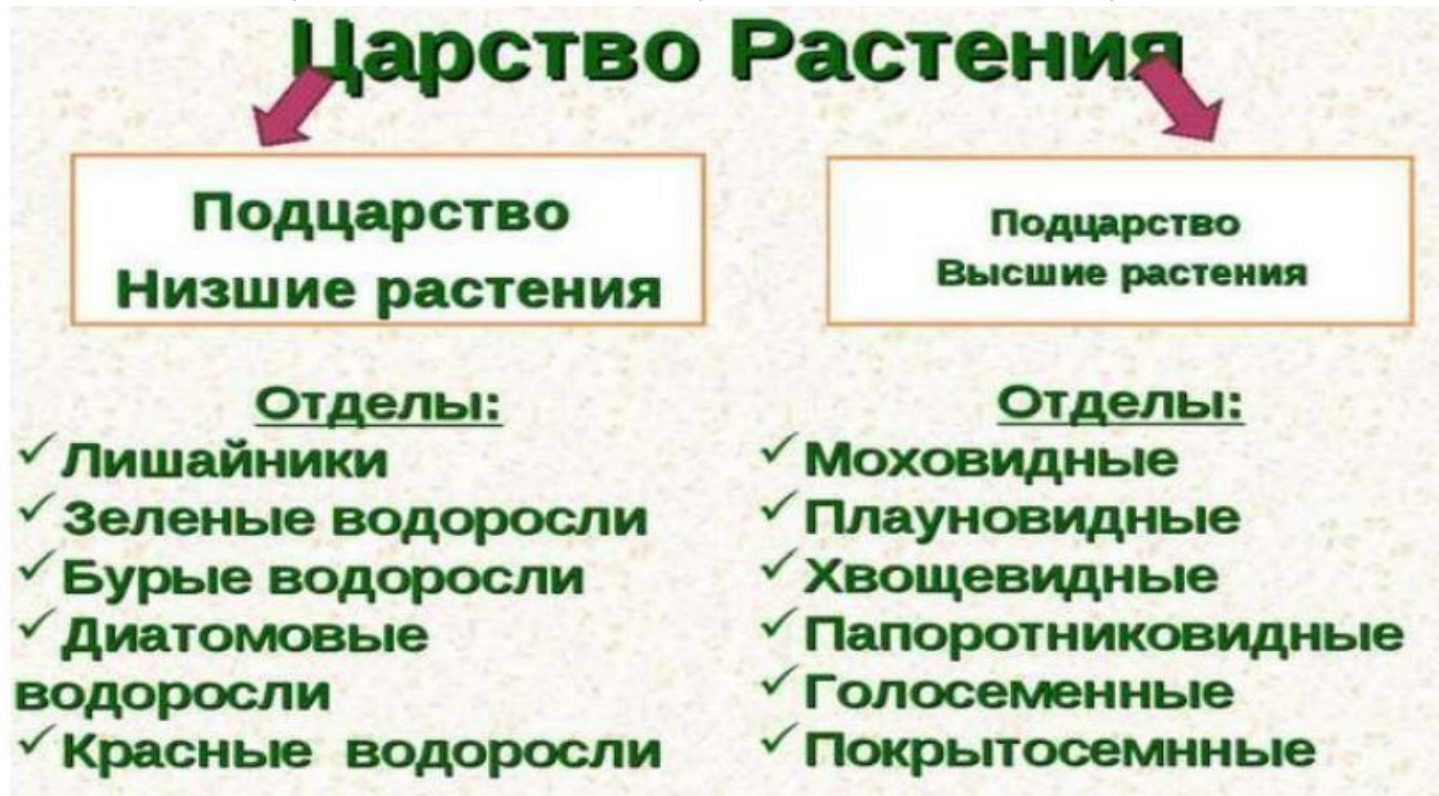 Царство Растения
Подцарство
Низшие растения
Отделы:
✓Лишайники
✓Зеленые водоросли
✓Бурые водоросли
✓Диатомовые
водоросли
✓Красные водоросли
Подцарство
Высшие растения
Отделы:
✓Моховидные
✓Плауновидные
✓Хвощевидные
✓Папоротниковидные
✓Голосеменные
✓Покрытосемнные